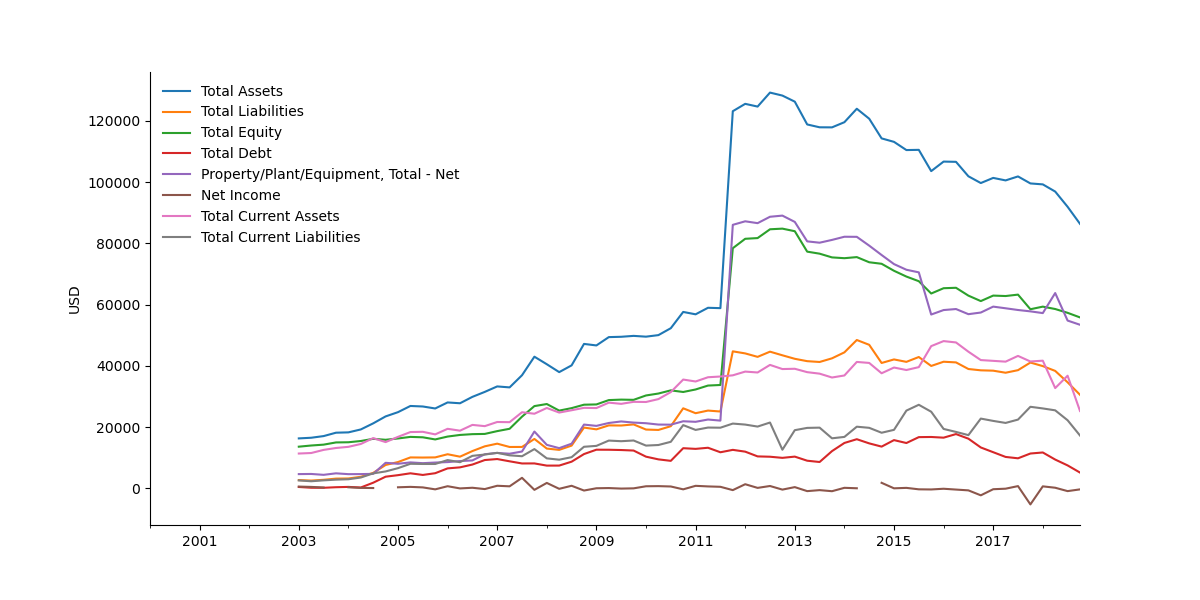 Total Assets
Total Liabilities
Total Equity
Total Debt
Property/Plant/Equipment, Total - Net
Net Income
Total Current Assets
Total Current Liabilities
USD
120000
100000
80000
60000
40000
20000
0
2001 2003 2005 2007 2009 2011 2013 2015 2017